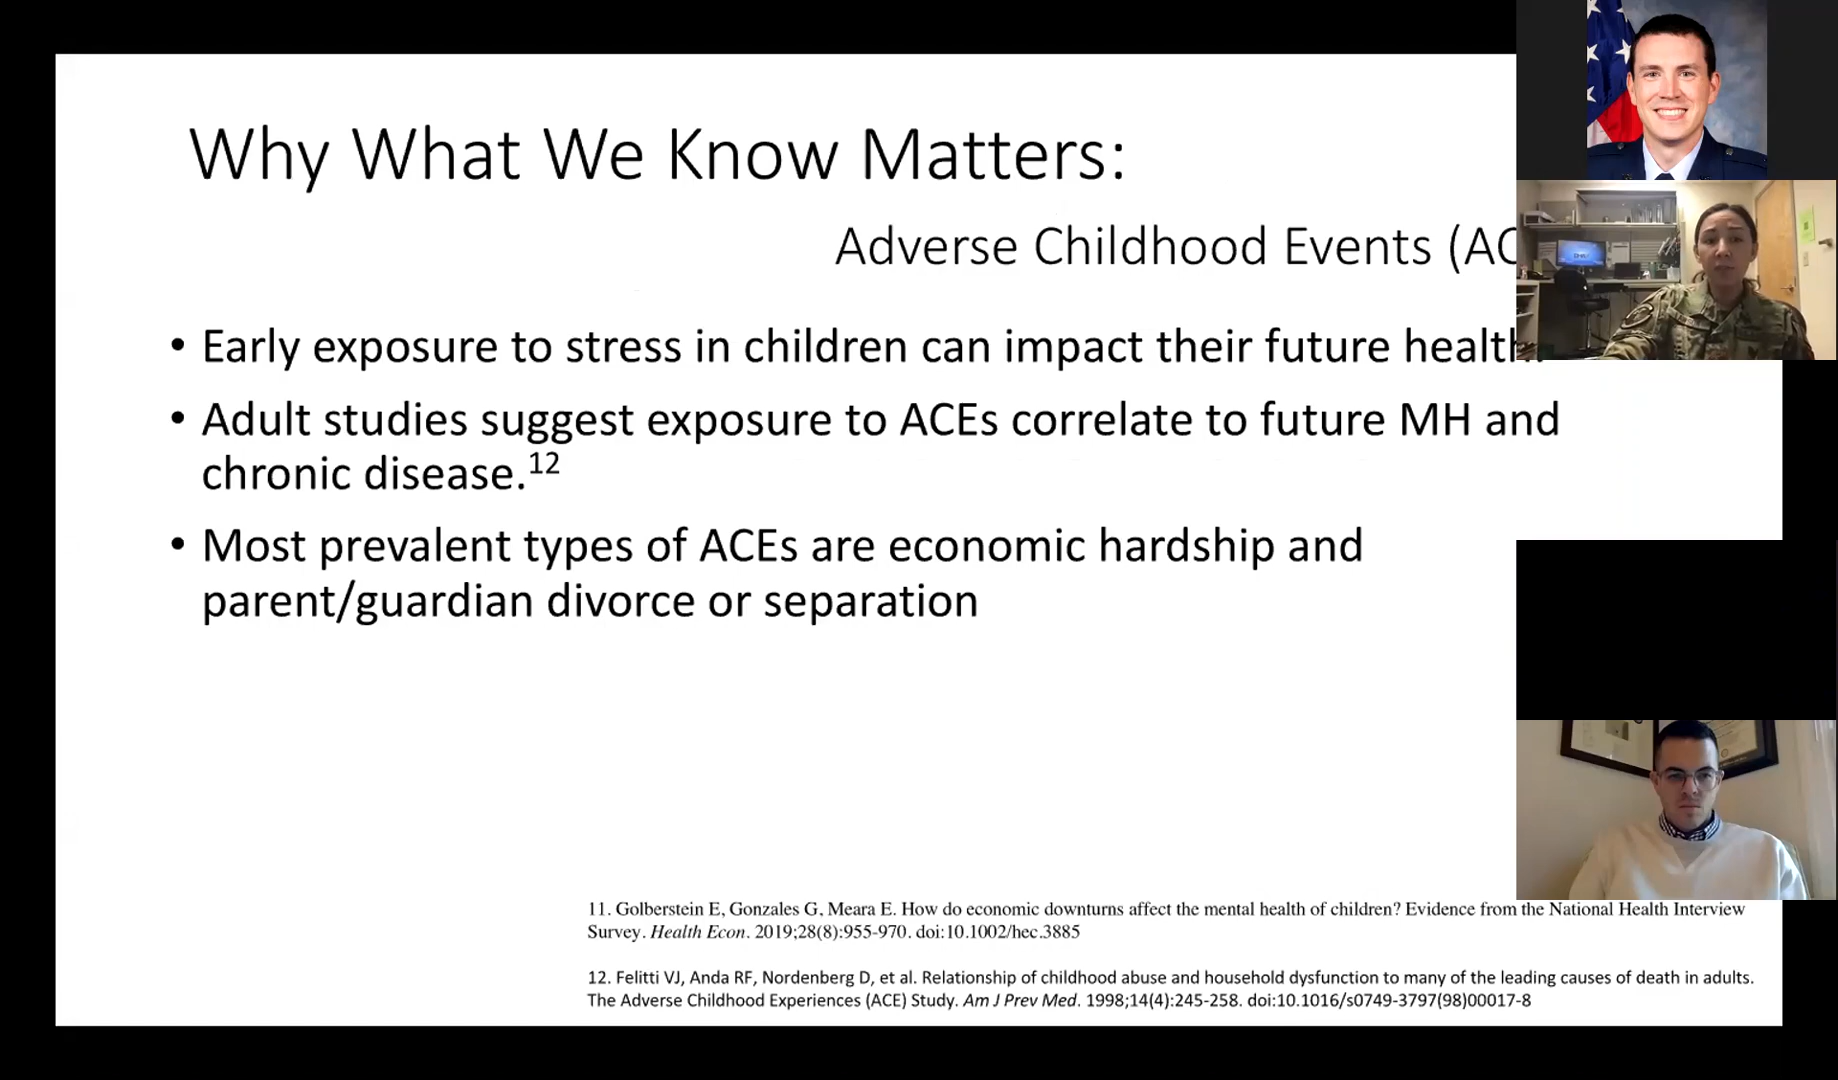 Why What We Know Matters:
Adverse Childhood Events (AC
• Early exposure to stress in children can impact their future health.
• Adult studies suggest exposure to ACEs correlate to future MH and
chronic disease.12
• Most prevalent types of ACEs are economic hardship and
parent/guardian divorce or separation
11. Golberstein E, Gonzales G, Meara E. How do economic downturns affect the mental health of children? Evidence from the National Health Interview
Survey. Health Econ. 2019;28(8):955-970. doi:10.1002/hec.3885
12. Felitti VJ, Anda RF, Nordenberg D, et al. Relationship of childhood abuse and household dysfunction to many of the leading causes of death in adults.
The Adverse Childhood Experiences (ACE) Study. Am J Prev Med. 1998;14(4):245-258. doi:10.1016/s0749-3797(98)00017-8